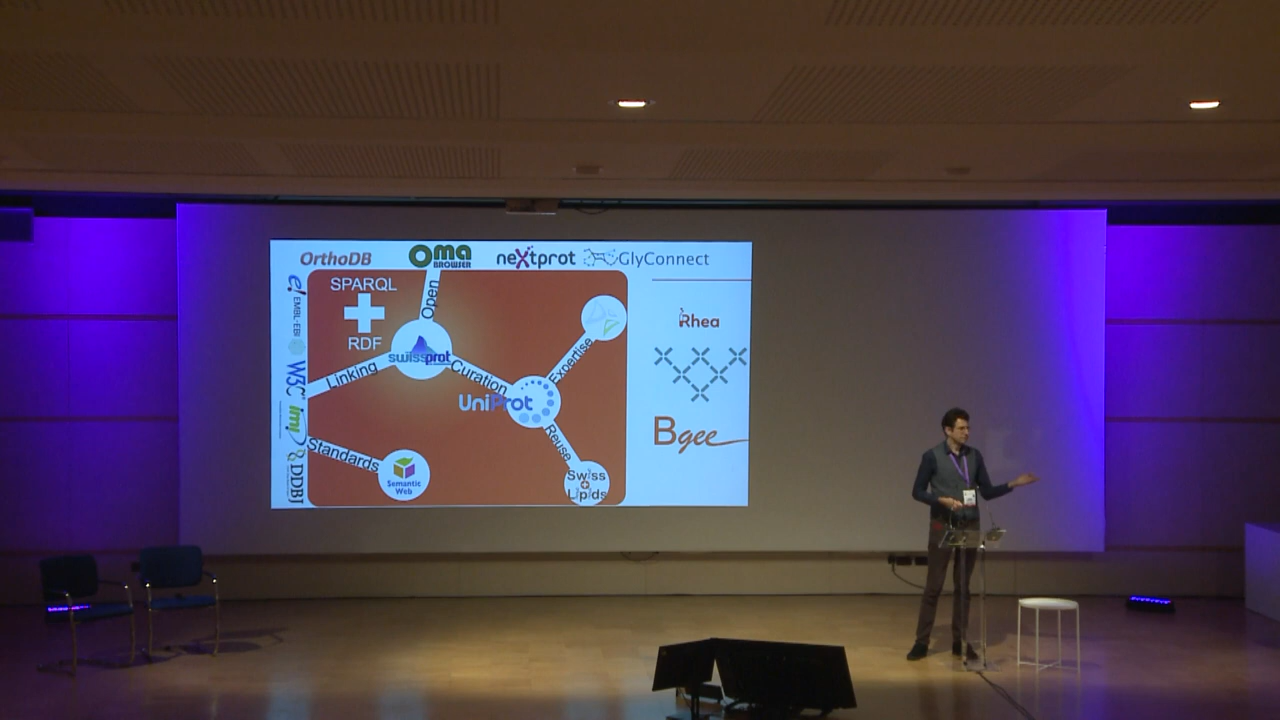 OrthoDB
Oma
BROWSER
neXtprot
GlyConnect
e!
EMBL-EBI
W3C
imi
DDBJ
SPARQL
RDF
Open
swissprot
Linking
Curation
Expertise
UniProt
Reuse
Standards
Semantic
Web
Swiss
Lipids
Rhea
Bgee